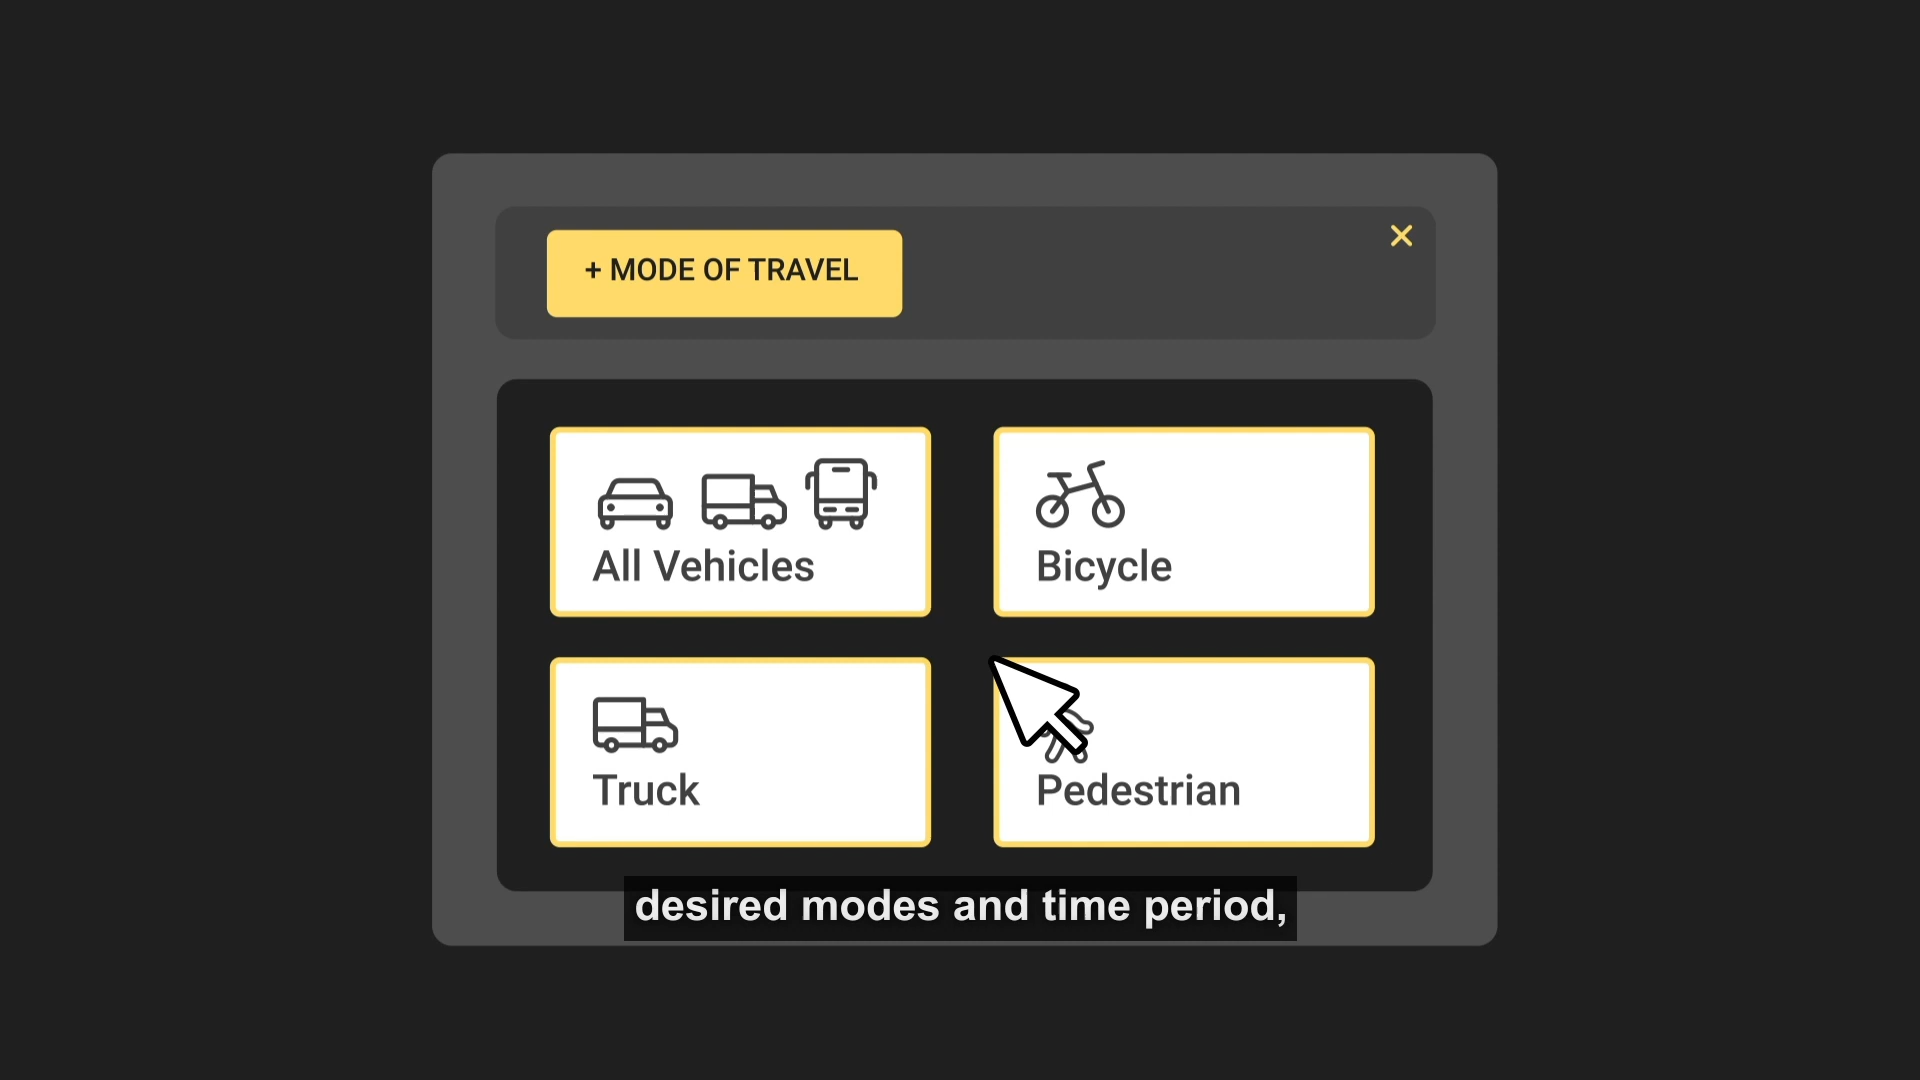 + MODE OF TRAVEL
All Vehicles
Bicycle
Truck
Pedestrian
desired modes and time period,